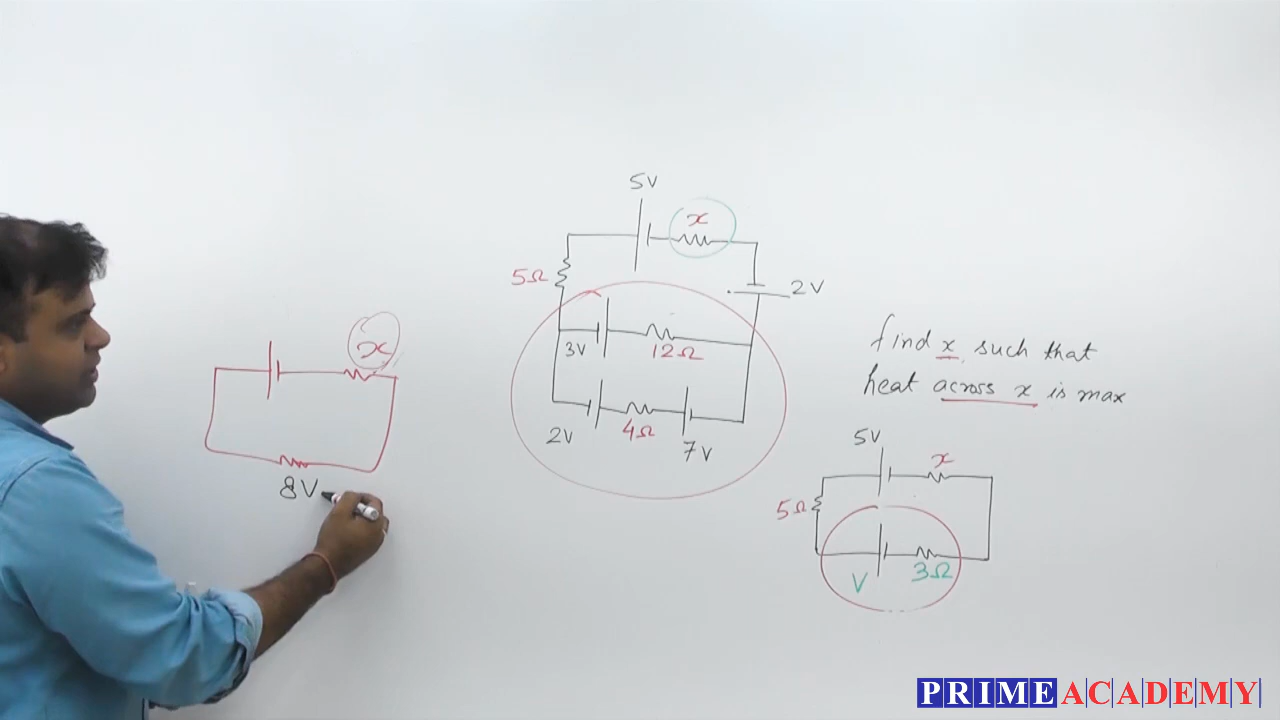 5V
x
5Ω
2V
3V
12Ω
2V
4Ω
7V
x
8V
find x such that
heat across x is max
5V
x
5Ω
V
3Ω
PRIME ACADEMY